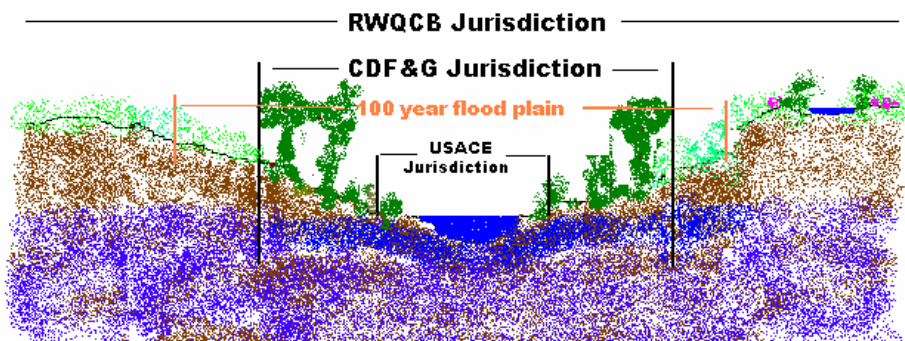 RWQCB Jurisdiction
CDF&G Jurisdiction
100 year flood plain
USACE
Jurisdiction